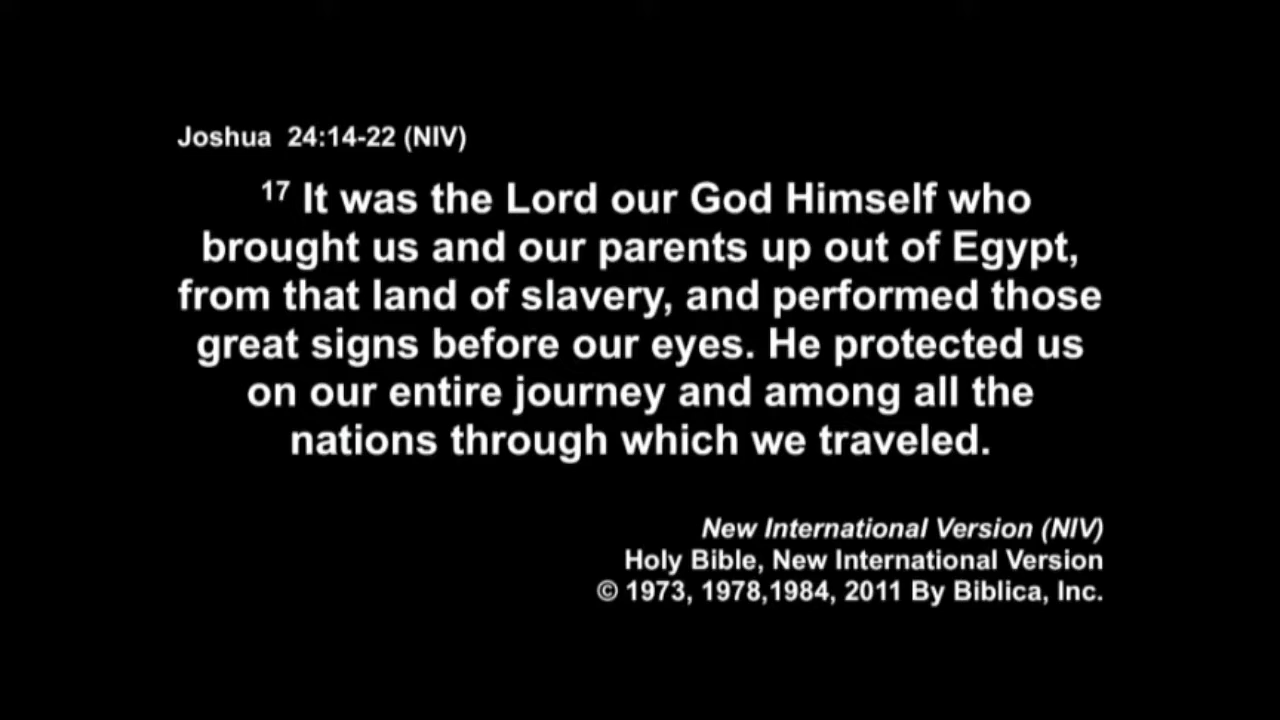 Joshua  24:14-22 (NIV)
17 It was the Lord our God Himself who
brought us and our parents up out of Egypt,
from that land of slavery, and performed those
great signs before our eyes. He protected us
on our entire journey and among all the
nations through which we traveled.
New International Version (NIV)
Holy Bible, New International Version
© 1973, 1978,1984, 2011 By Biblica, Inc.